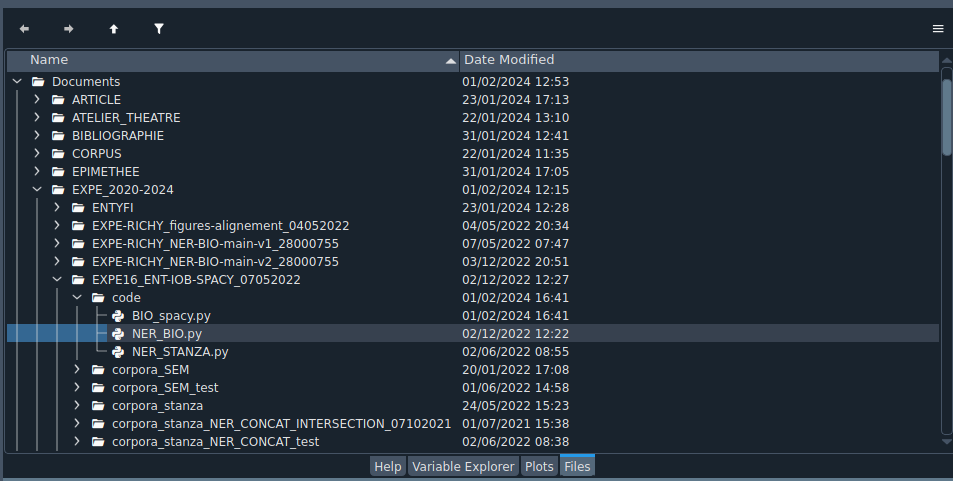 Name Date Modified
Documents 01/02/2024 12:53
ARTICLE 23/01/2024 17:13
ATELIER_THEATRE 22/01/2024 13:10
BIBLIOGRAPHIE 31/01/2024 12:41
CORPUS 22/01/2024 11:35
EPIMETHEE 31/01/2024 17:05
EXPE_2020-2024 01/02/2024 12:15
ENTYFI 23/01/2024 12:28
EXPE-RICHY_figures-alignement_04052022 04/05/2022 20:34
EXPE-RICHY_NER-BIO-main-v1_28000755 07/05/2022 07:47
EXPE-RICHY_NER-BIO-main-v2_28000755 03/12/2022 20:51
EXPE16_ENT-IOB-SPACY_07052022 02/12/2022 12:27
code 01/02/2024 16:41
BIO_spacy.py 01/02/2024 16:41
NER_BIO.py 02/12/2022 12:22
NER_STANZA.py 02/06/2022 08:55
corpora_SEM 20/01/2022 17:08
corpora_SEM_test 01/06/2022 14:58
corpora_stanza 24/05/2022 15:23
corpora_stanza_NER_CONCAT_INTERSECTION_07102021 01/07/2021 15:38
corpora_stanza_NER_CONCAT_test 02/06/2022 08:38
Help Variable Explorer Plots Files